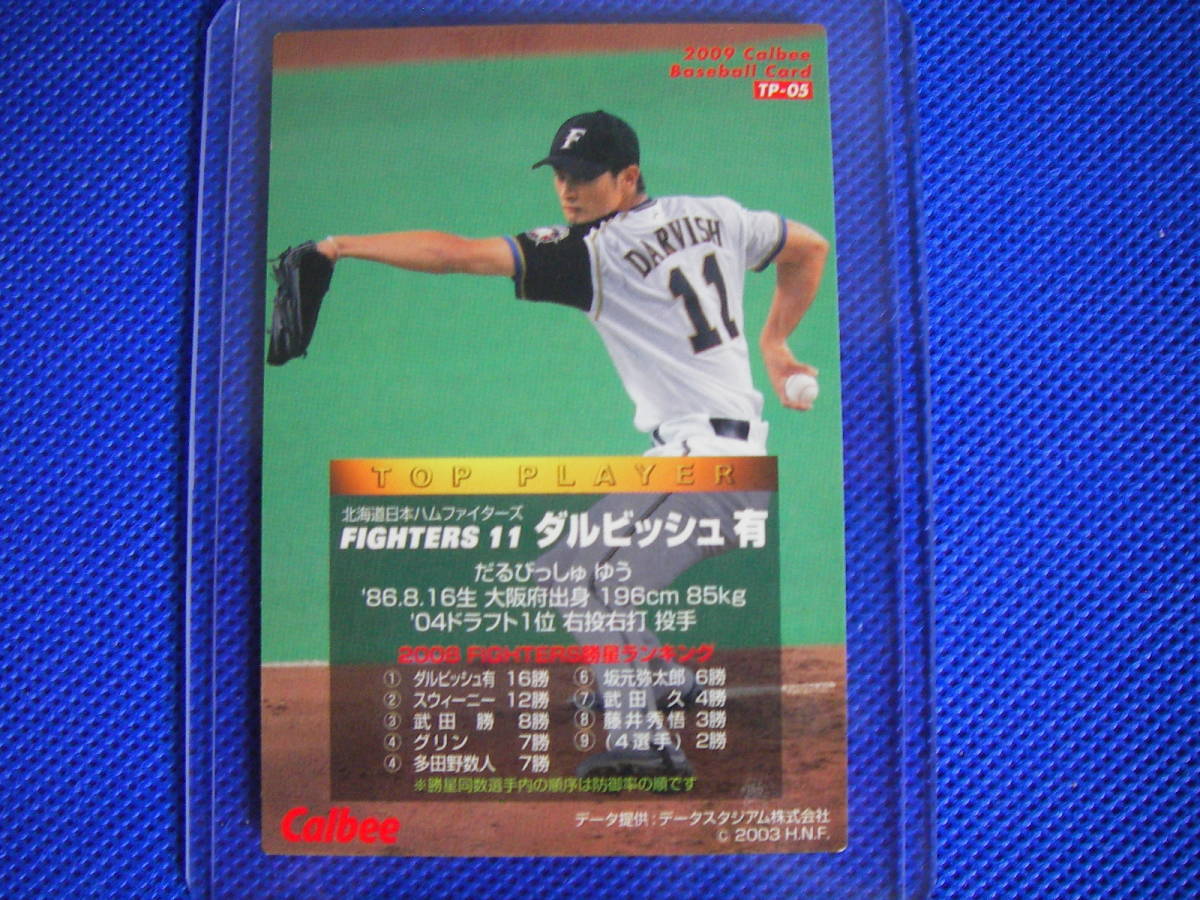 2009 Calbee
Baseball Card
TP-05
F
DARVISH
11
TOP PLAYER
北海道日本ハムファイターズ
FIGHTERS 11 ダルビッシュ 有
だるびっしゅ ゆう
'86.8.16生 大阪府出身 196cm 85kg
'04ドラフト1位 右投右打 投手
2008 FIGHTERS勝星ランキング
① ダルビッシュ有 16勝 ⑥ 坂元弥太郎 6勝
② スウィーニー 12勝 ⑦ 武田 久 4勝
③ 武田 勝 8勝 ⑧ 藤井秀悟 3勝
④ グリン 7勝 ⑨ (4選手) 2勝
④ 多田野数人 7勝
※勝星同数選手内の順序は防御率の順です
Calbee
データ提供:データスタジアム株式会社
© 2003 H.N.F.